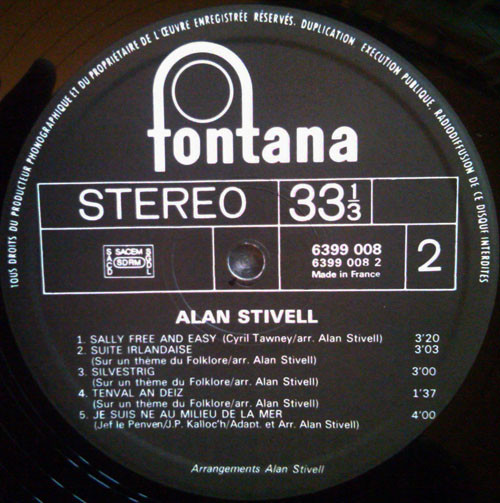 TOUS DROITS DU PRODUCTEUR PHONOGRAPHIQUE ET DU PROPRIÉTAIRE DE L'ŒUVRE ENREGISTRÉE RÉSERVÉS. DUPLICATION, EXECUTION PUBLIQUE, RADIODIFFUSION DE CE DISQUE INTERDITES
fontana
STEREO 33 1/3
SACEM
SDRM
6399 008
6399 008 2
Made in France
2
ALAN STIVELL
1. SALLY FREE AND EASY (Cyril Tawney/arr. Alan Stivell) 3'20
2. SUITE IRLANDAISE 3'03
(Sur un thème du Folklore/arr. Alan Stivell)
3. SILVESTRIG 3'00
(Sur un thème du Folklore/arr. Alan Stivell)
4. TENVAL AN DEIZ 1'37
(Sur un thème du Folklore/arr. Alan Stivell)
5. JE SUIS NE AU MILIEU DE LA MER 4'00
(Jef le Penven/J.P. Kalloc'h/Adapt. et Arr. Alan Stivell)
Arrangements Alan Stivell